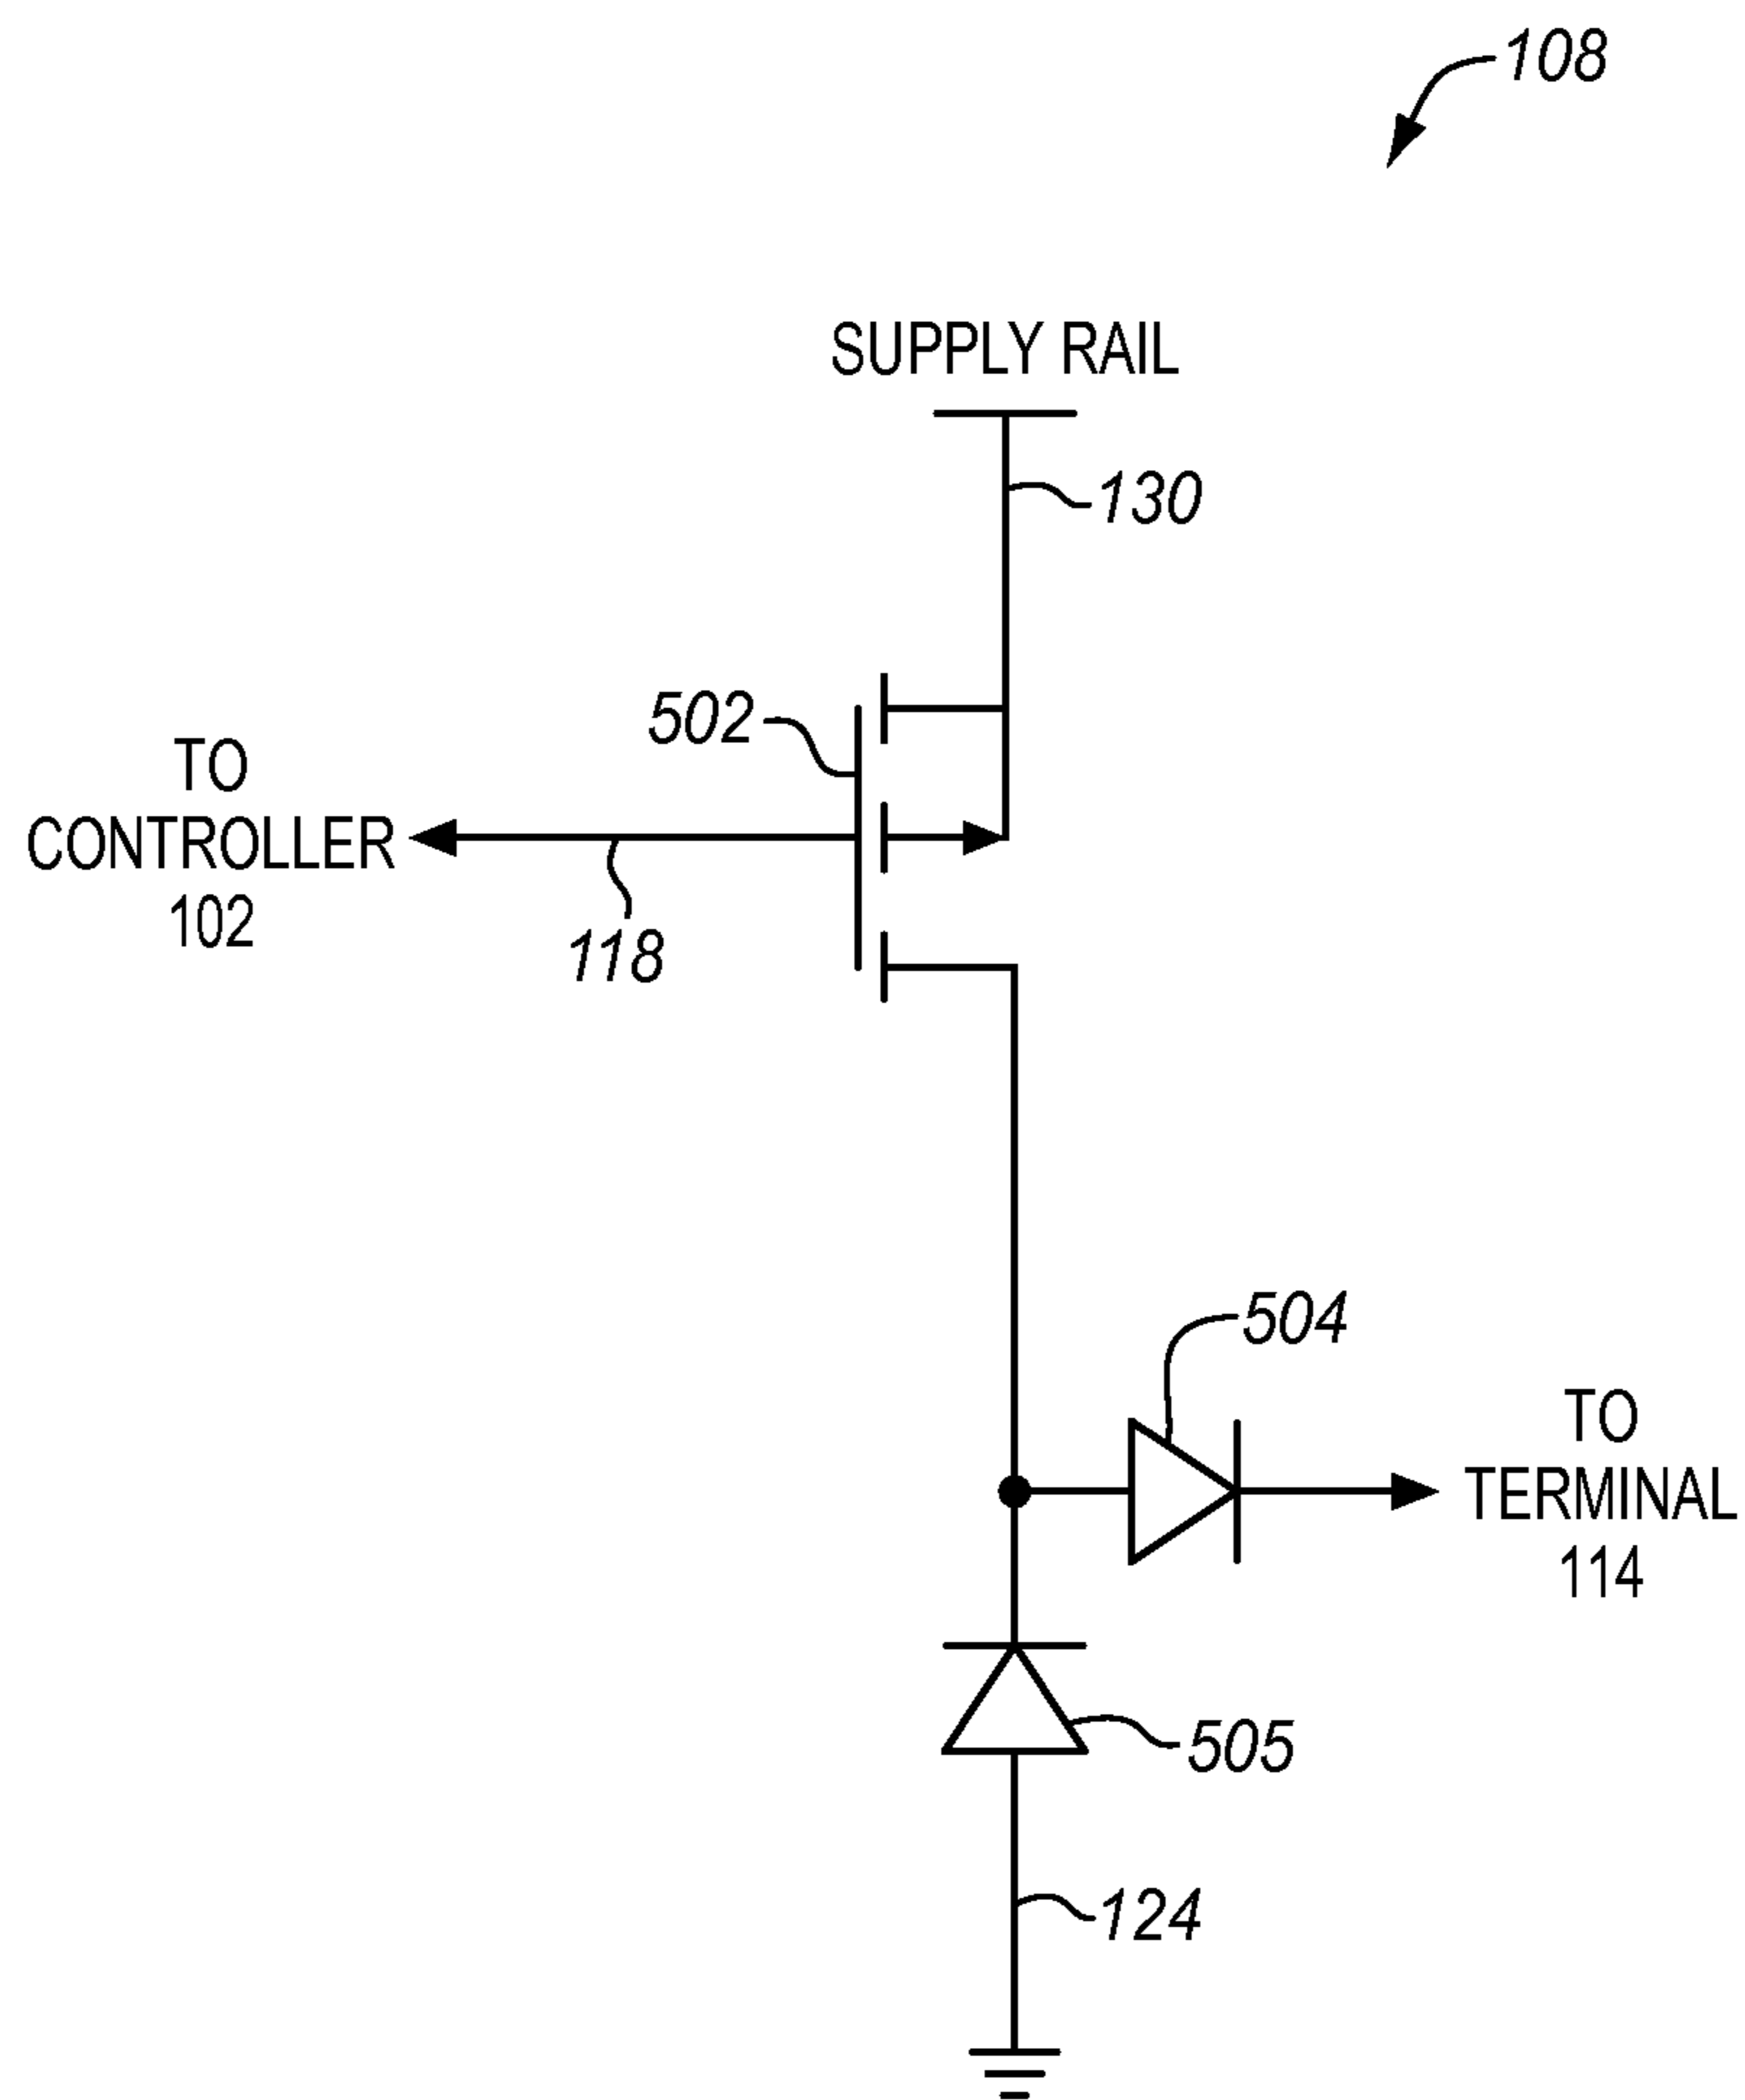 108
SUPPLY RAIL
130
502
TO
CONTROLLER
102
118
504
TO
TERMINAL
114
505
124